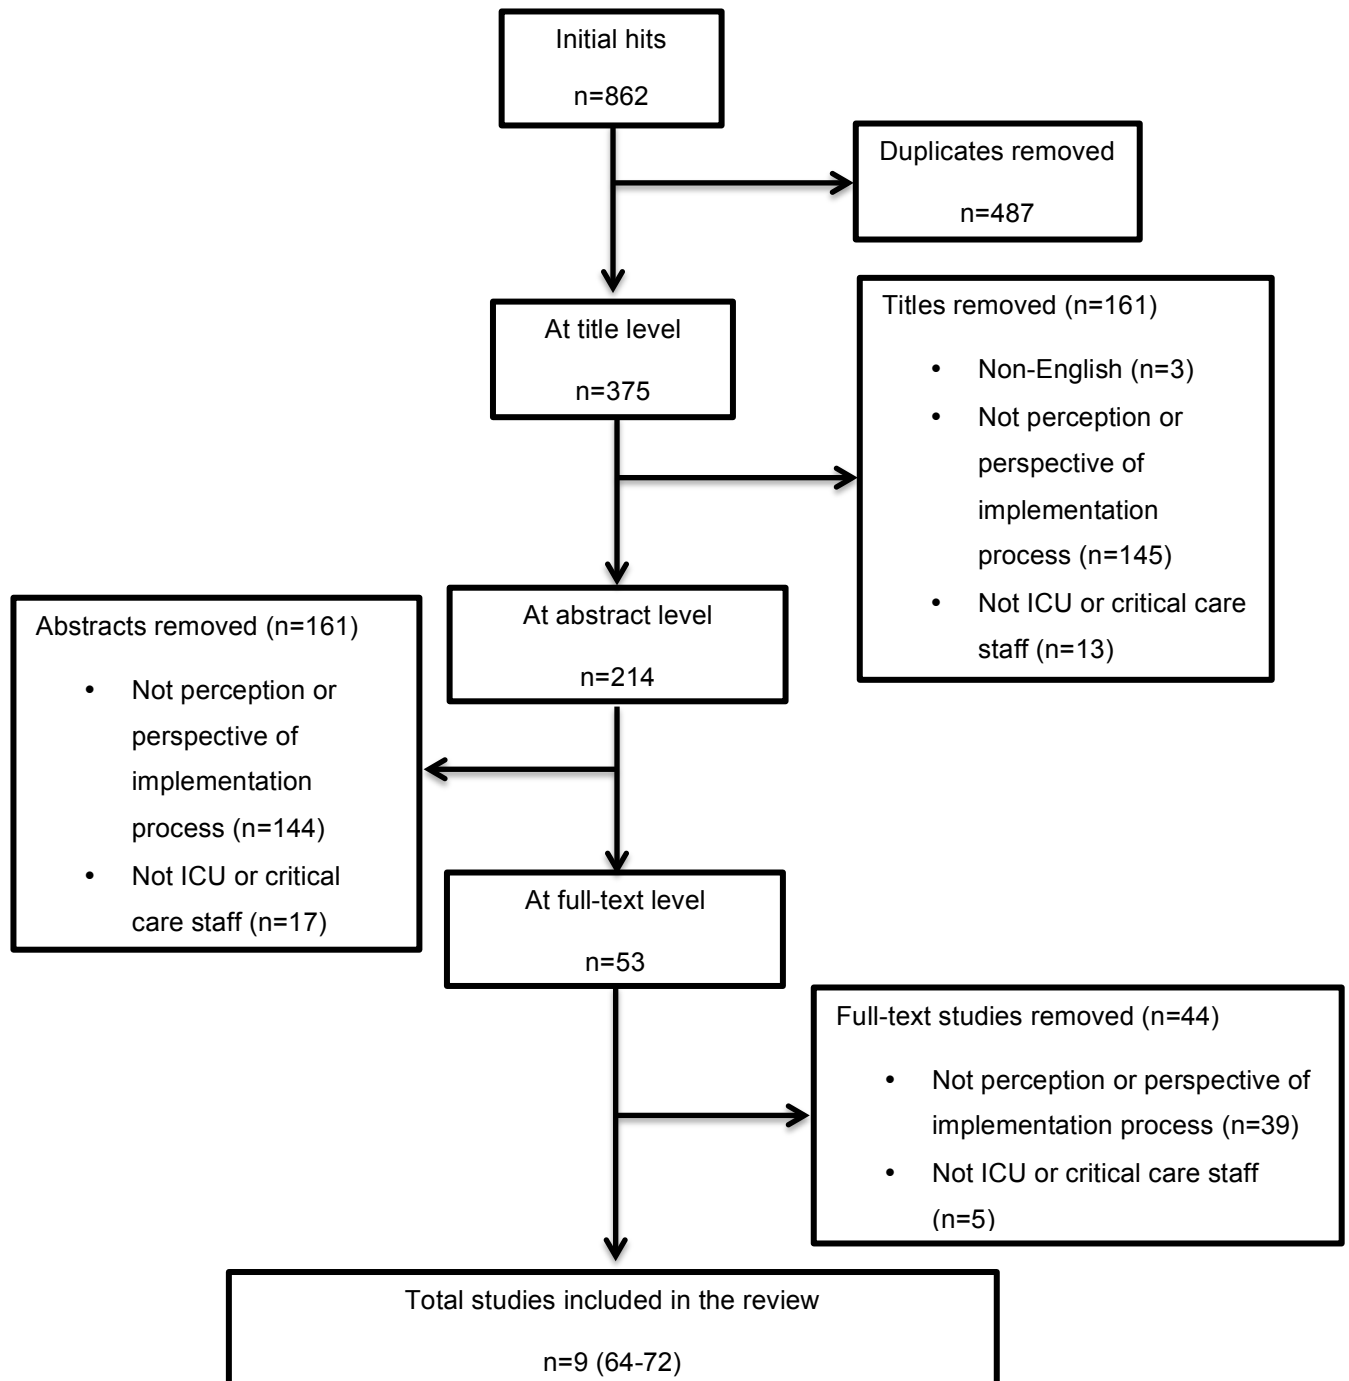 Initial hits
n=862
Duplicates removed
n=487
At title level
n=375
Titles removed (n=161)
• Non-English (n=3)
• Not perception or
perspective of
implementation
process (n=145)
• Not ICU or critical care
staff (n=13)
At abstract level
n=214
Abstracts removed (n=161)
• Not perception or
perspective of
implementation
process (n=144)
• Not ICU or critical
care staff (n=17)
At full-text level
n=53
Full-text studies removed (n=44)
• Not perception or perspective of
implementation process (n=39)
• Not ICU or critical care staff
(n=5)
Total studies included in the review
n=9 (64-72)